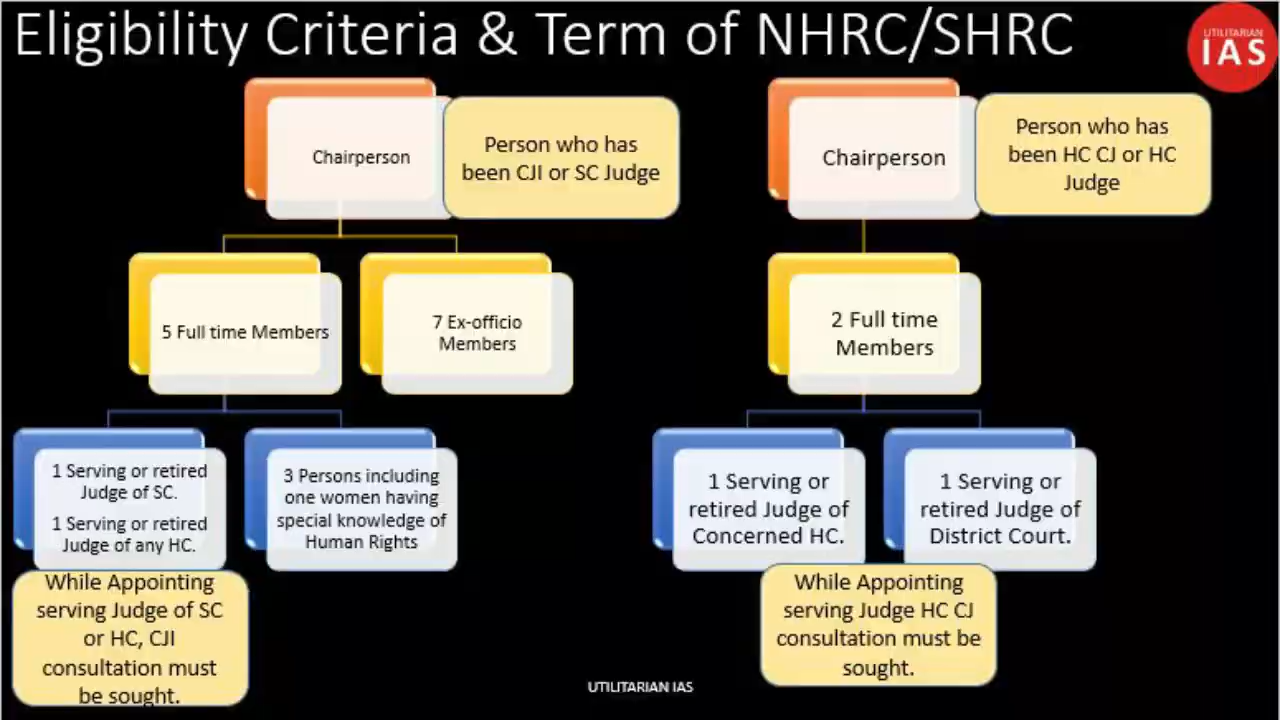 Eligibility Criteria & Term of NHRC/SHRC
UTILITARIAN
IAS
Chairperson
Person who has
been CJI or SC Judge
5 Full time Members
7 Ex-officio
Members
1 Serving or retired
Judge of SC.
1 Serving or retired
Judge of any HC.
3 Persons including
one women having
special knowledge of
Human Rights
While Appointing
serving Judge of SC
or HC, CJI
consultation must
be sought.
Chairperson
Person who has
been HC CJ or HC
Judge
2 Full time
Members
1 Serving or
retired Judge of
Concerned HC.
1 Serving or
retired Judge of
District Court.
While Appointing
serving Judge HC CJ
consultation must be
sought.
UTILITARIAN IAS